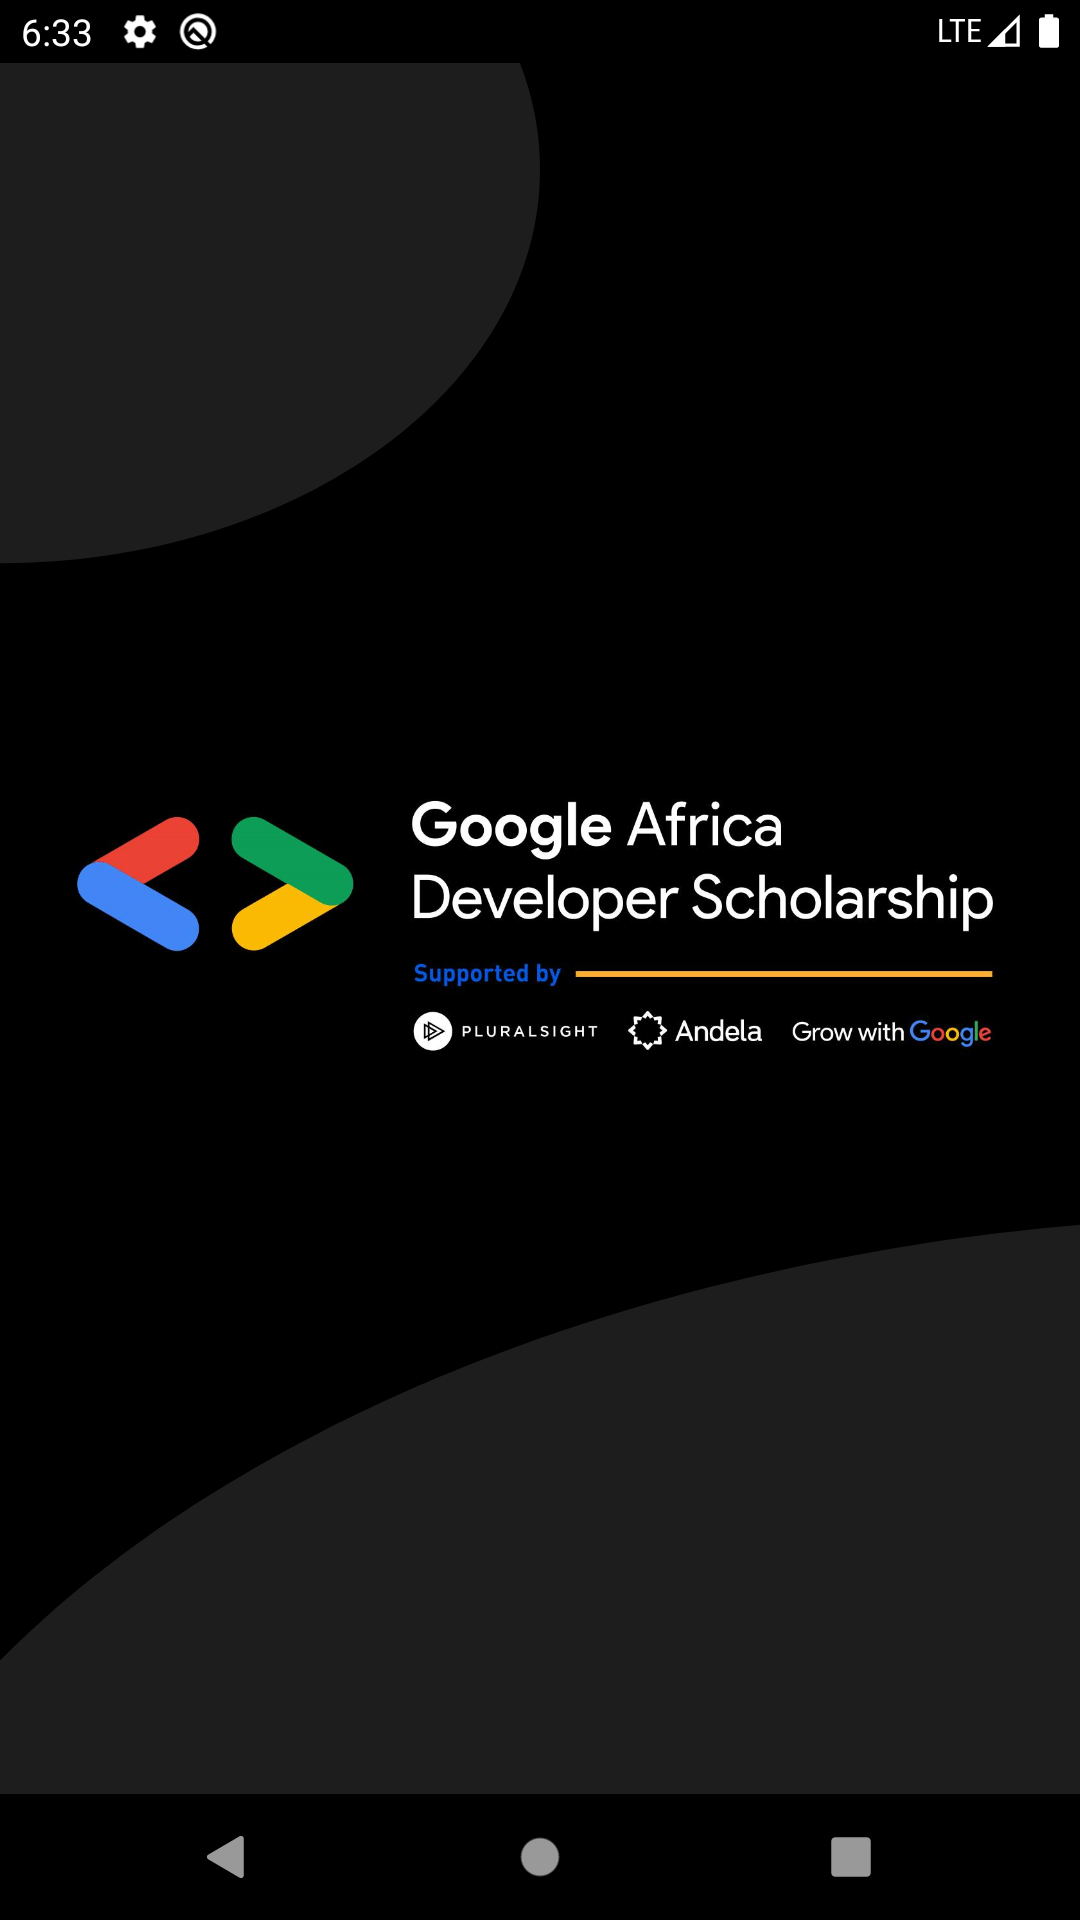 6:33 LTE
Google Africa
Developer Scholarship
Supported by
PLURALSIGHT Andela Grow with Google